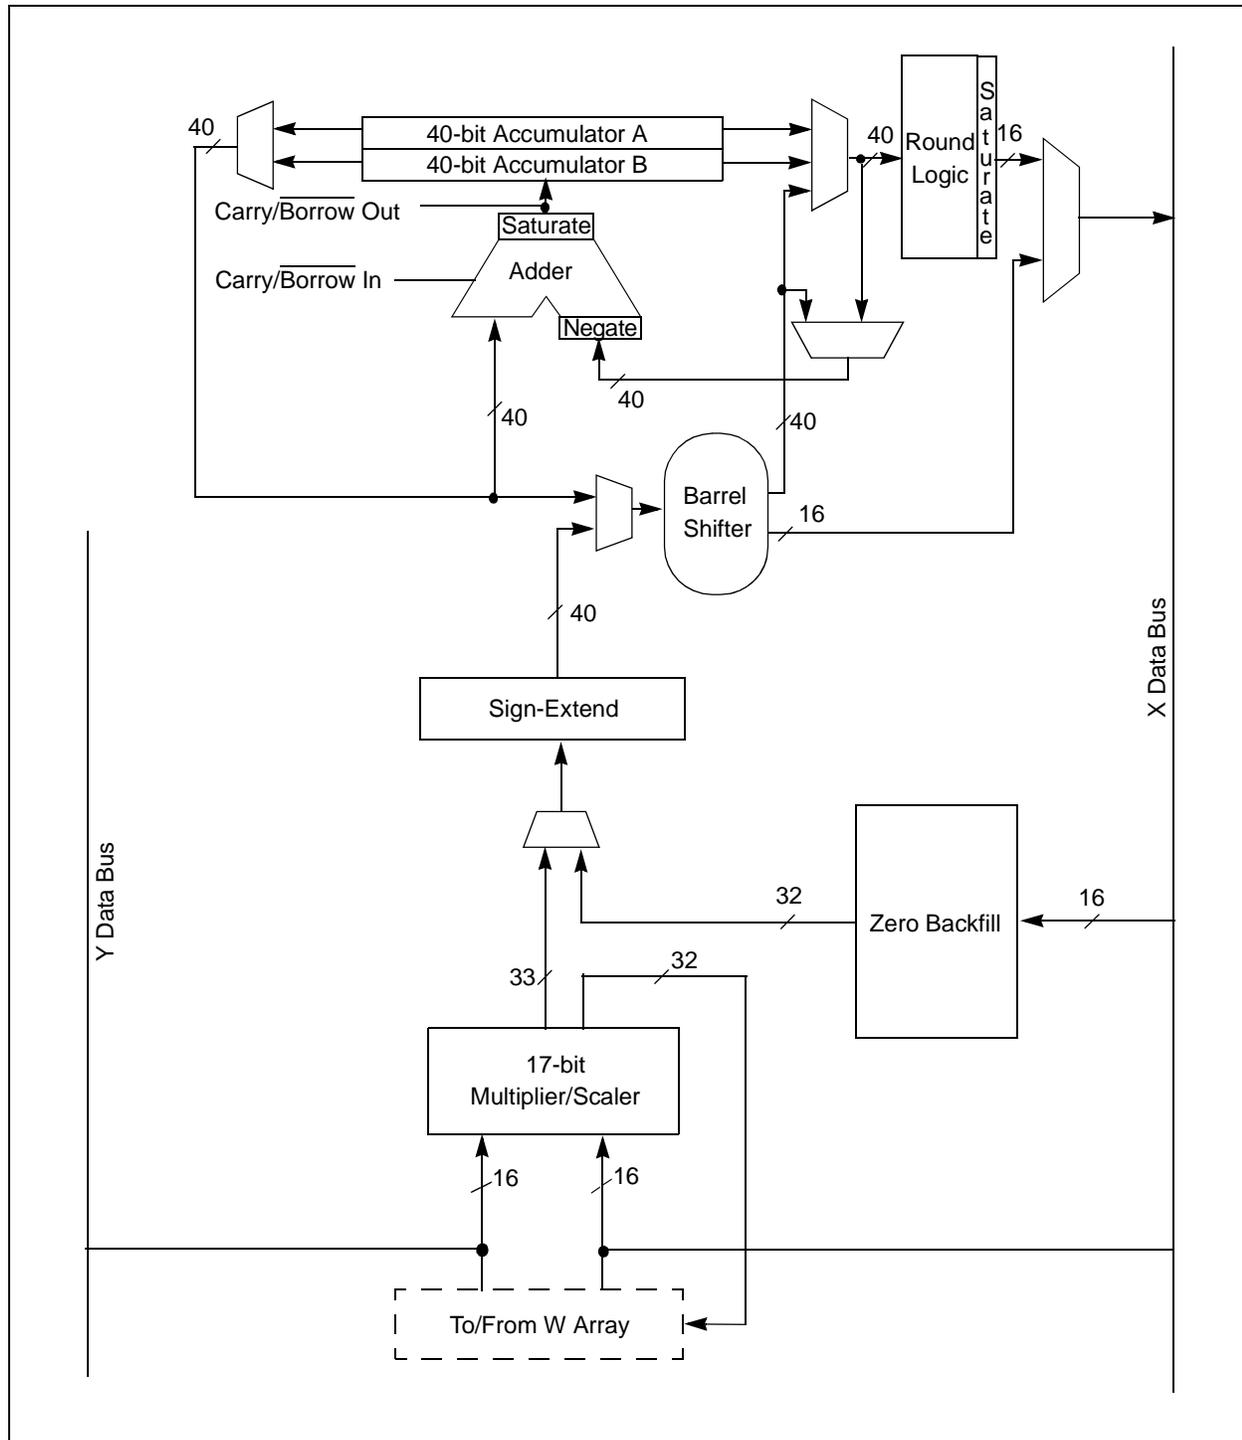 40
40-bit Accumulator A
40-bit Accumulator B
40
Round
Logic
Saturate
16
Carry/Borrow Out
Saturate
Carry/Borrow In
Adder
Negate
40
40
40
Barrel
Shifter
16
40
X Data Bus
Sign-Extend
Y Data Bus
32
Zero Backfill
16
33
32
17-bit
Multiplier/Scaler
16
16
To/From W Array